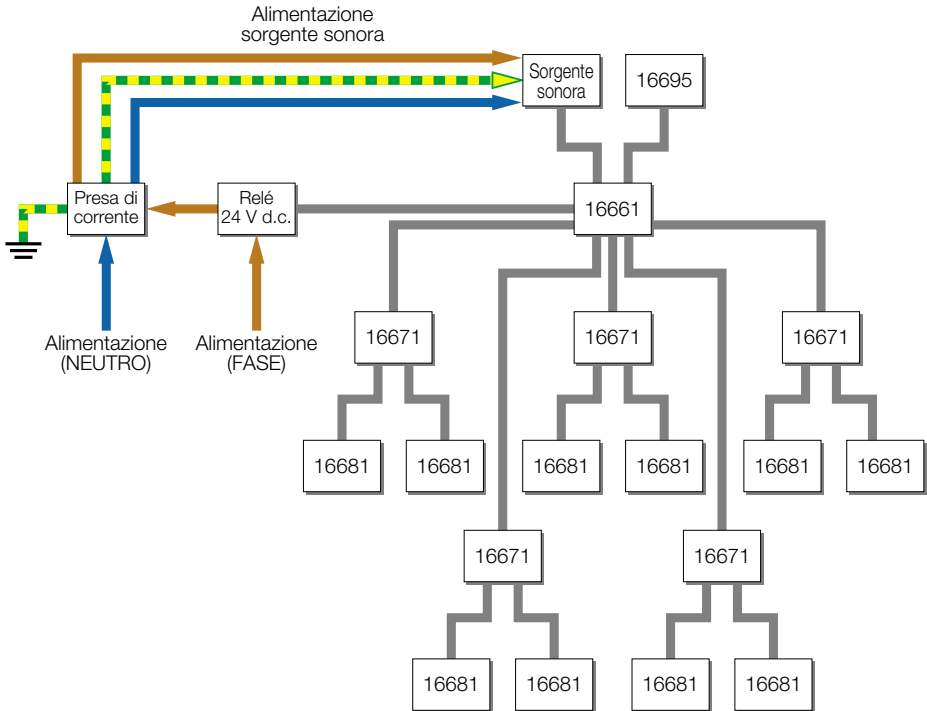 Alimentazione
sorgente sonora
Sorgente
sonora
16695
Presa di
corrente
Relé
24 V d.c.
16661
Alimentazione
(NEUTRO)
Alimentazione
(FASE)
16671
16671
16671
16681
16681
16681
16681
16681
16681
16671
16671
16681
16681
16681
16681